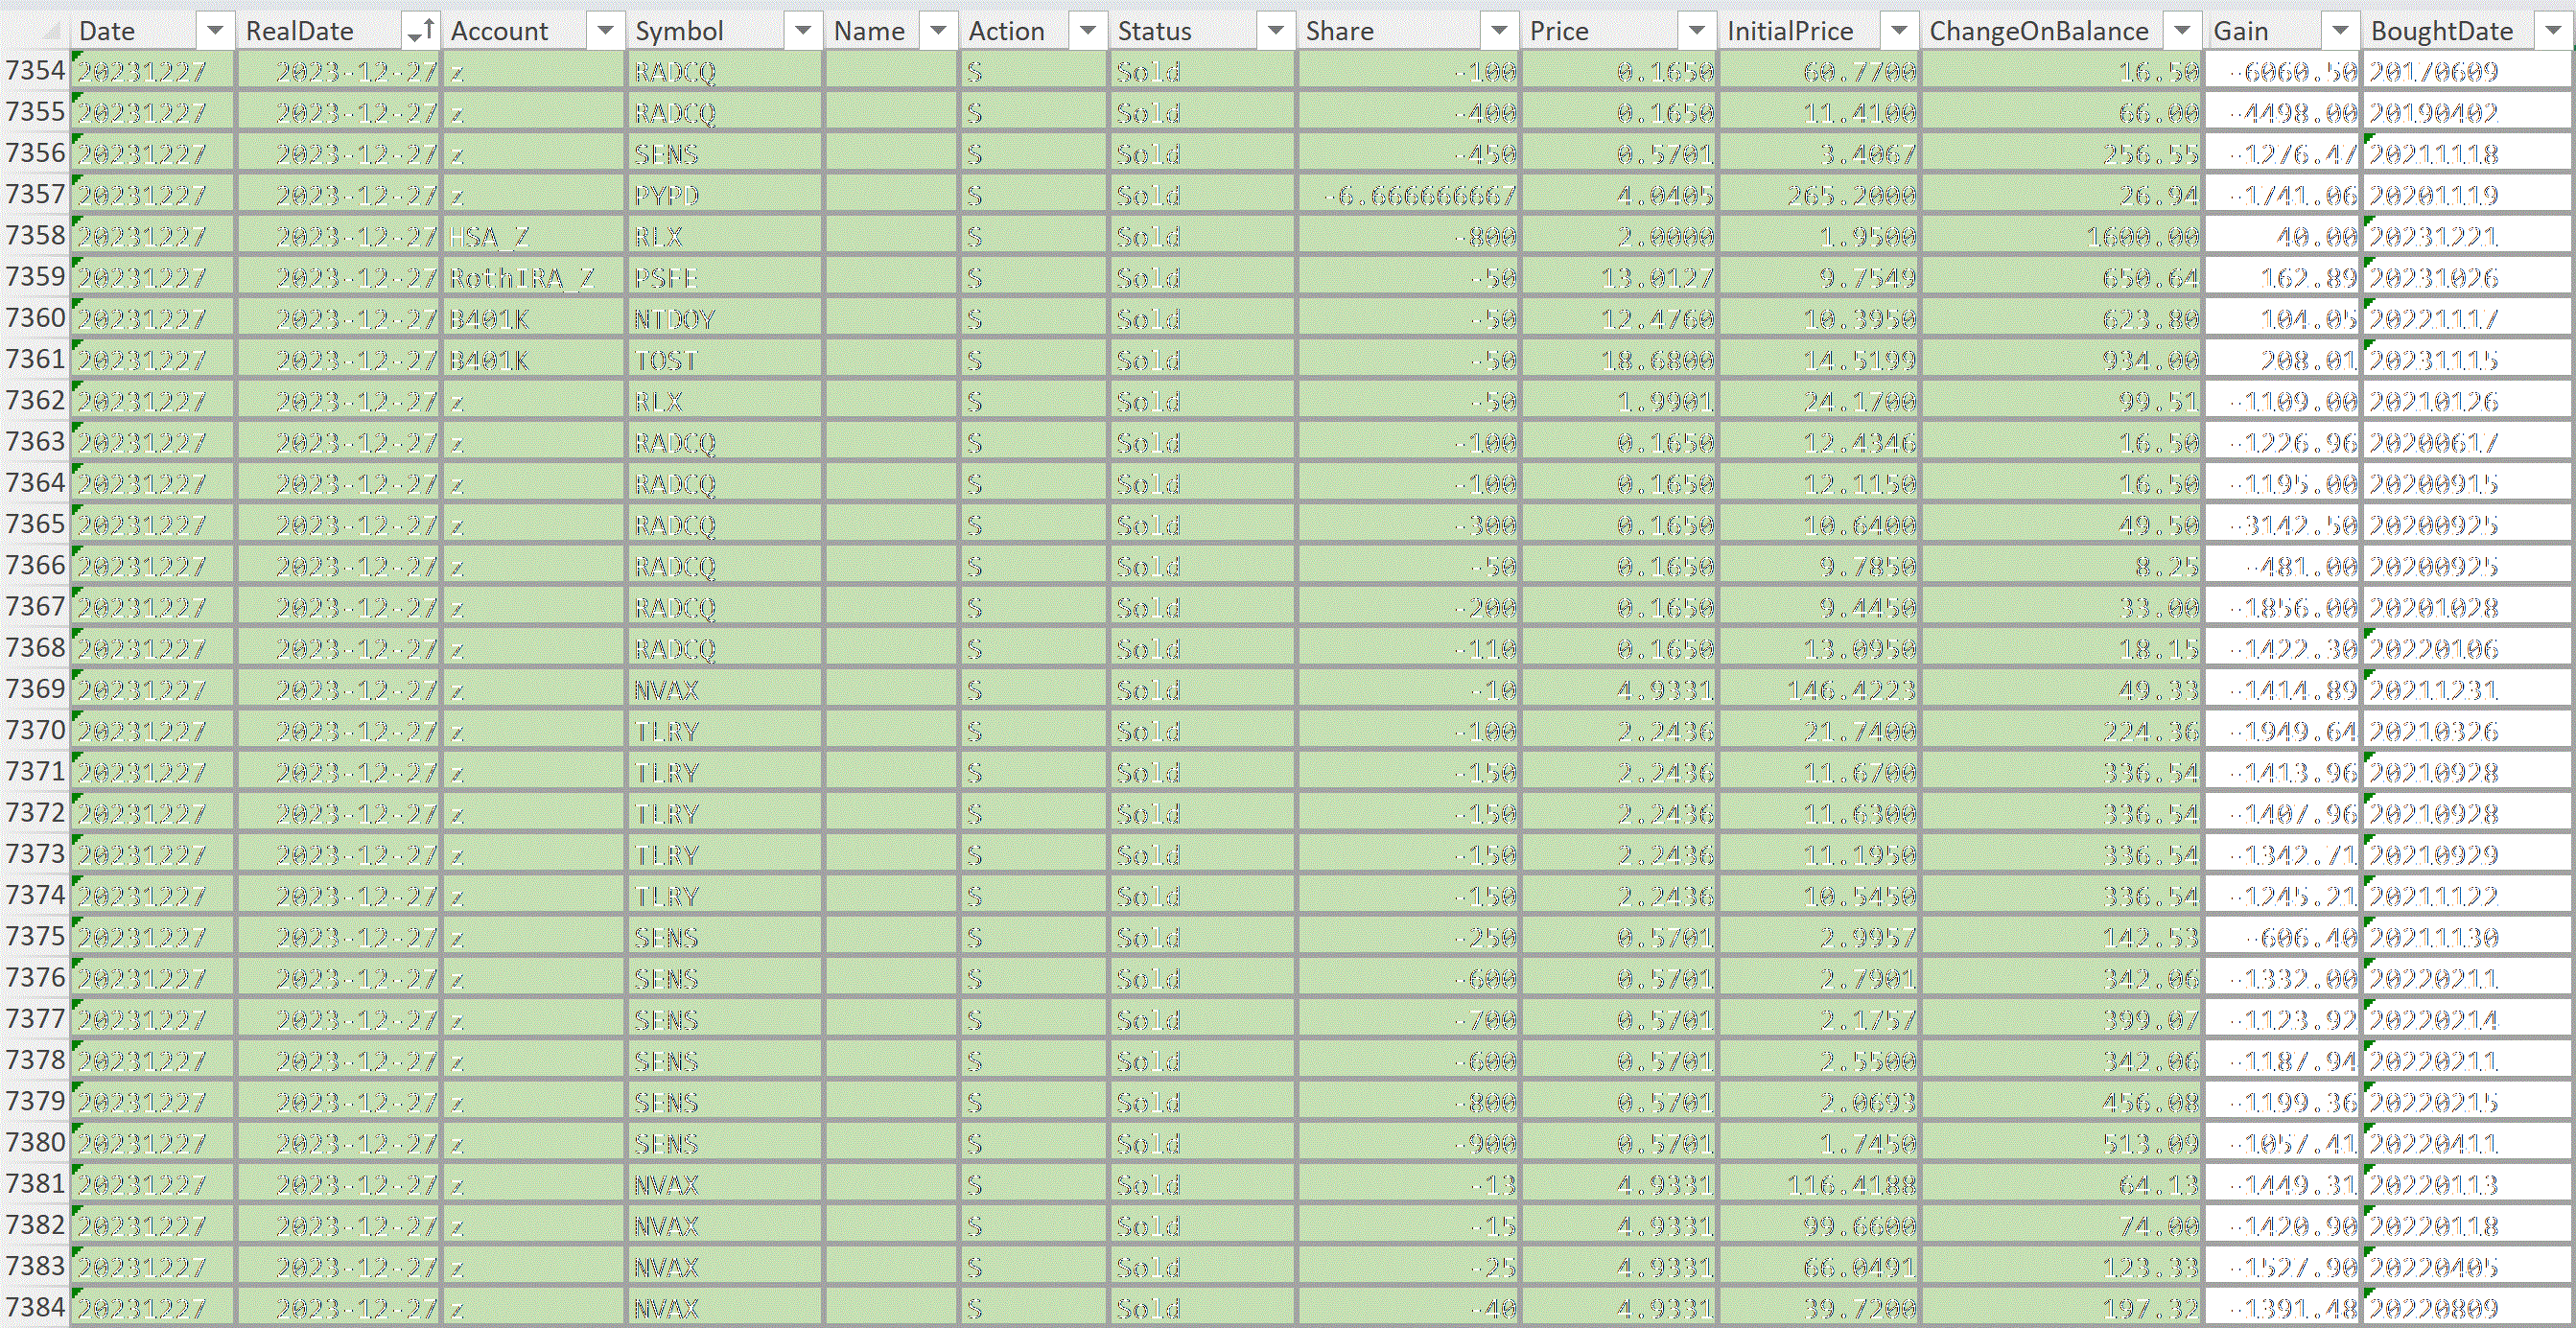 Date RealDate Account Symbol Name Action Status Share Price InitialPrice ChangeOnBalance Gain BoughtDate
7354 20231227 2023-12-27 z RADCQ S Sold -100 0.1650 60.7700 16.50 -6060.50 20170609
7355 20231227 2023-12-27 z RADCQ S Sold -400 0.1650 11.4100 66.00 -4498.00 20190402
7356 20231227 2023-12-27 z SENS S Sold -450 0.5701 3.4067 256.55 -1276.47 20211118
7357 20231227 2023-12-27 z PYPD S Sold -6.666666667 4.0405 265.2000 26.94 -1741.06 20201119
7358 20231227 2023-12-27 HSA_Z RLX S Sold -800 2.0000 1.9500 1600.00 40.00 20231221
7359 20231227 2023-12-27 RothIRA_Z PSFE S Sold -50 13.0127 9.7549 650.64 162.89 20231026
7360 20231227 2023-12-27 B401K NTDOY S Sold -50 12.4760 10.3950 623.80 104.05 20221117
7361 20231227 2023-12-27 B401K TOST S Sold -50 18.6800 14.5199 934.00 208.01 20231115
7362 20231227 2023-12-27 z RLX S Sold -50 1.9901 24.1700 99.51 -1109.00 20210126
7363 20231227 2023-12-27 z RADCQ S Sold -100 0.1650 12.4346 16.50 -1226.96 20200617
7364 20231227 2023-12-27 z RADCQ S Sold -100 0.1650 12.1150 16.50 -1195.00 20200915
7365 20231227 2023-12-27 z RADCQ S Sold -300 0.1650 10.6400 49.50 -3142.50 20200925
7366 20231227 2023-12-27 z RADCQ S Sold -50 0.1650 9.7850 8.25 -481.00 20200925
7367 20231227 2023-12-27 z RADCQ S Sold -200 0.1650 9.4450 33.00 -1856.00 20201028
7368 20231227 2023-12-27 z RADCQ S Sold -110 0.1650 13.0950 18.15 -1422.30 20220106
7369 20231227 2023-12-27 z NVAX S Sold -10 4.9331 146.4223 49.33 -1414.89 20211231
7370 20231227 2023-12-27 z TLRY S Sold -100 2.2436 21.7400 224.36 -1949.64 20210326
7371 20231227 2023-12-27 z TLRY S Sold -150 2.2436 11.6700 336.54 -1413.96 20210928
7372 20231227 2023-12-27 z TLRY S Sold -150 2.2436 11.6300 336.54 -1407.96 20210928
7373 20231227 2023-12-27 z TLRY S Sold -150 2.2436 11.1950 336.54 -1342.71 20210929
7374 20231227 2023-12-27 z TLRY S Sold -150 2.2436 10.5450 336.54 -1245.21 20211122
7375 20231227 2023-12-27 z SENS S Sold -250 0.5701 2.9957 142.53 -606.40 20211130
7376 20231227 2023-12-27 z SENS S Sold -600 0.5701 2.7901 342.06 -1332.00 20220211
7377 20231227 2023-12-27 z SENS S Sold -700 0.5701 2.1757 399.07 -1123.92 20220214
7378 20231227 2023-12-27 z SENS S Sold -600 0.5701 2.5500 342.06 -1187.94 20220211
7379 20231227 2023-12-27 z SENS S Sold -800 0.5701 2.0693 456.08 -1199.36 20220215
7380 20231227 2023-12-27 z SENS S Sold -900 0.5701 1.7450 513.09 -1057.41 20220411
7381 20231227 2023-12-27 z NVAX S Sold -13 4.9331 116.4188 64.13 -1449.31 20220113
7382 20231227 2023-12-27 z NVAX S Sold -15 4.9331 99.6600 74.00 -1420.90 20220118
7383 20231227 2023-12-27 z NVAX S Sold -25 4.9331 66.0491 123.33 -1527.90 20220405
7384 20231227 2023-12-27 z NVAX S Sold -40 4.9331 39.7200 197.32 -1391.48 20220809